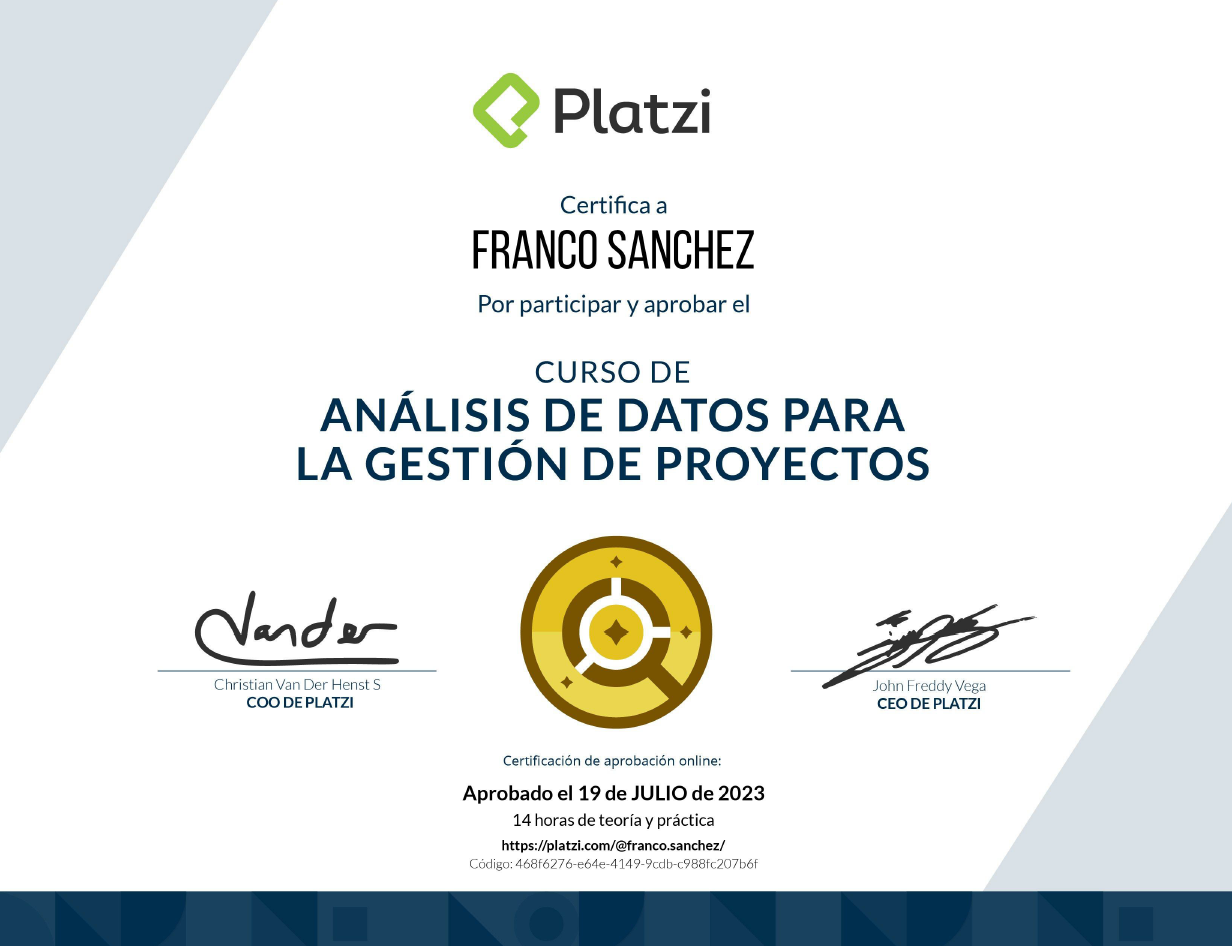 Platzi
Certifica a
FRANCO SANCHEZ
Por participar y aprobar el
CURSO DE
ANÁLISIS DE DATOS PARA
LA GESTIÓN DE PROYECTOS
Vander
Christian Van Der Henst S
COO DE PLATZI
John Freddy Vega
CEO DE PLATZI
Certificación de aprobación online:
Aprobado el 19 de JULIO de 2023
14 horas de teoría y práctica
https://platzi.com/@franco.sanchez/
Código: 468f6276-e64e-4149-9cdb-c988fc207b6f